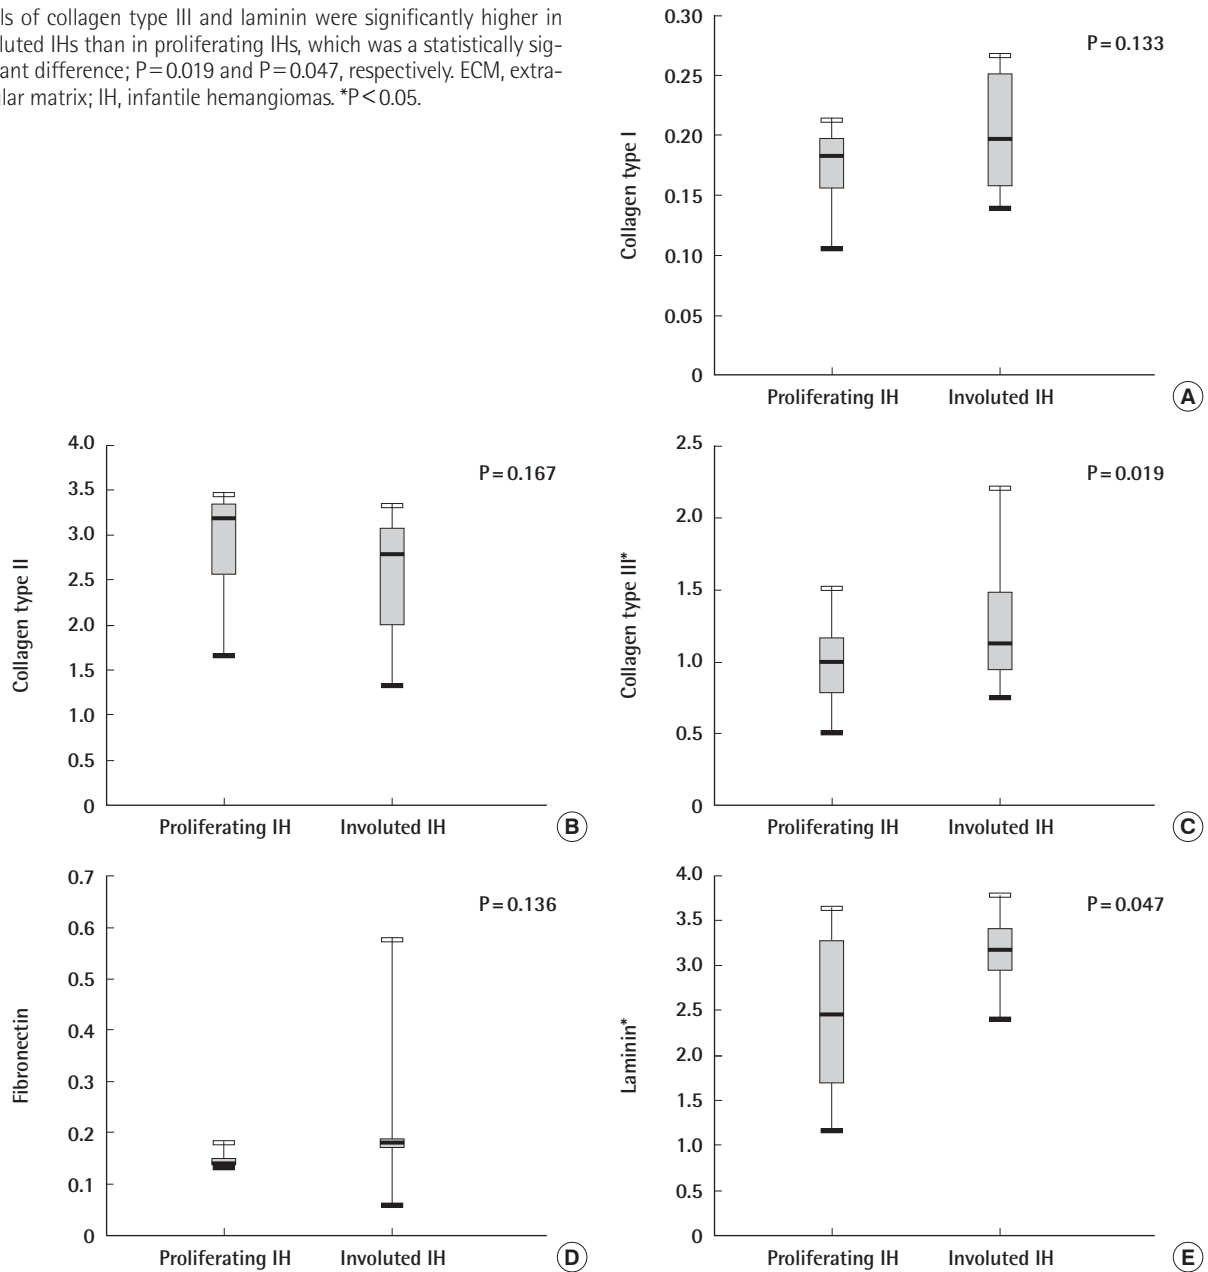 ls of collagen type III and laminin were significantly higher in
luted IHs than in proliferating IHs, which was a statistically sig-
ant difference; P=0.019 and P=0.047, respectively. ECM, extra-
ular matrix; IH, infantile hemangiomas. *P<0.05.
0.30
0.25
0.20
0.15
0.10
0.05
0
Collagen type I
P=0.133
Proliferating IH Involuted IH
A
4.0
3.5
3.0
2.5
2.0
1.5
1.0
0.5
0
Collagen type II
P=0.167
Proliferating IH Involuted IH
B
2.5
2.0
1.5
1.0
0.5
0
Collagen type III*
P=0.019
Proliferating IH Involuted IH
C
0.7
0.6
0.5
0.4
0.3
0.2
0.1
0
Fibronectin
P=0.136
Proliferating IH Involuted IH
D
4.0
3.5
3.0
2.5
2.0
1.5
1.0
0.5
0
Laminin*
P=0.047
Proliferating IH Involuted IH
E